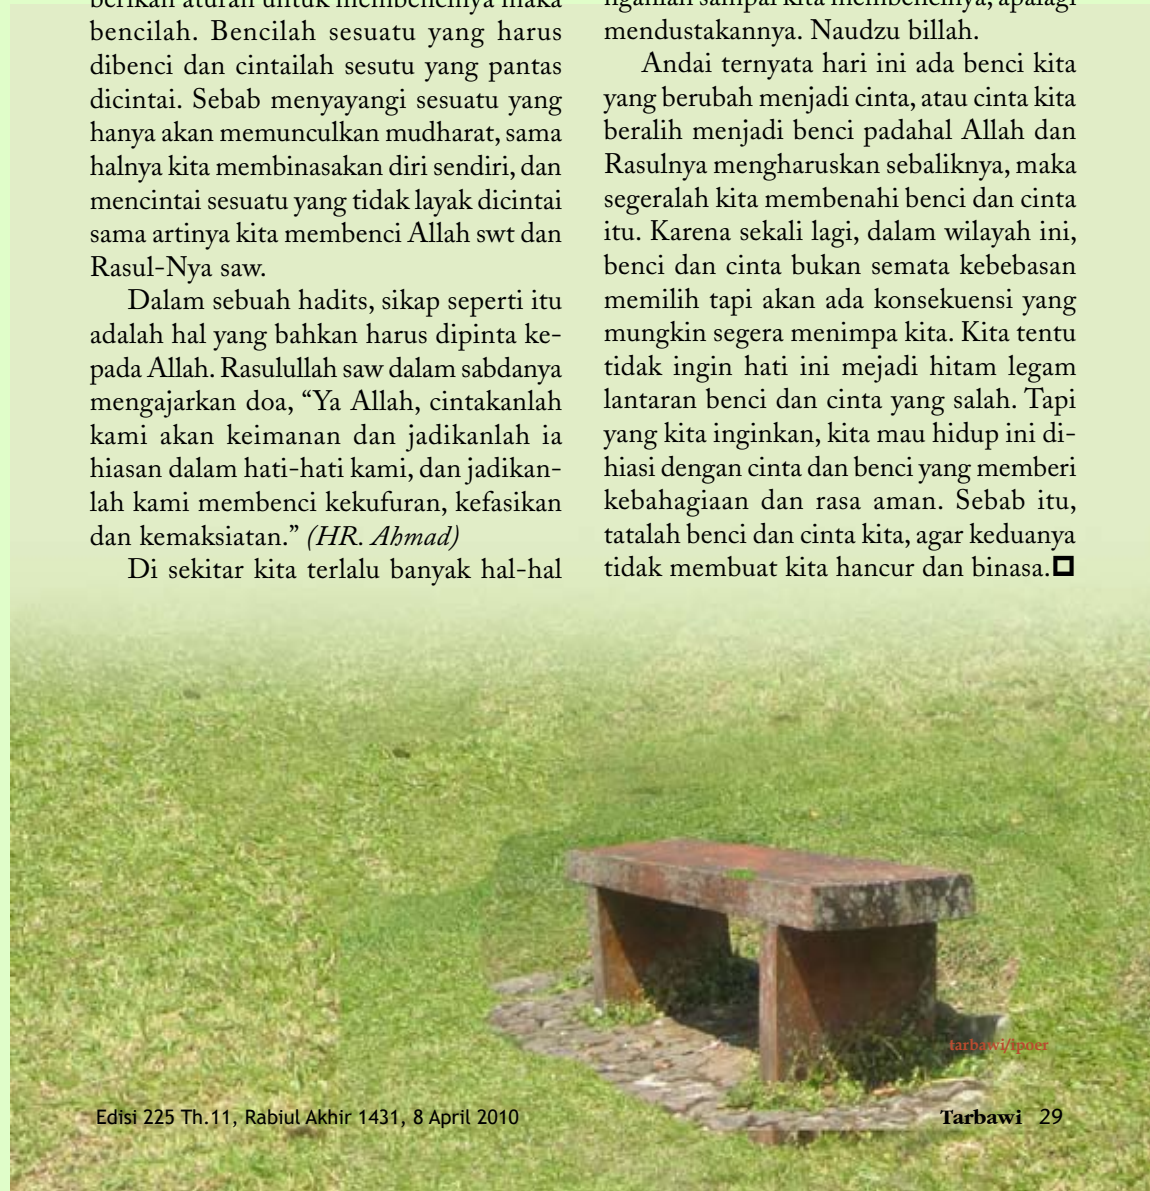 berikan aturan untuk membencinya maka
bencilah. Bencilah sesuatu yang harus
dibenci dan cintailah sesutu yang pantas
dicintai. Sebab menyayangi sesuatu yang
hanya akan memunculkan mudharat, sama
halnya kita membinasakan diri sendiri, dan
mencintai sesuatu yang tidak layak dicintai
sama artinya kita membenci Allah swt dan
Rasul-Nya saw.
Dalam sebuah hadits, sikap seperti itu
adalah hal yang bahkan harus dipinta ke-
pada Allah. Rasulullah saw dalam sabdanya
mengajarkan doa, “Ya Allah, cintakanlah
kami akan keimanan dan jadikanlah ia
hiasan dalam hati-hati kami, dan jadikan-
lah kami membenci kekufuran, kefasikan
dan kemaksiatan.” (HR. Ahmad)
Di sekitar kita terlalu banyak hal-hal
sampai kita membencinya, apalagi
mendustakannya. Naudzu billah.
Andai ternyata hari ini ada benci kita
yang berubah menjadi cinta, atau cinta kita
beralih menjadi benci padahal Allah dan
Rasulnya mengharuskan sebaliknya, maka
segeralah kita membenahi benci dan cinta
itu. Karena sekali lagi, dalam wilayah ini,
benci dan cinta bukan semata kebebasan
memilih tapi akan ada konsekuensi yang
mungkin segera menimpa kita. Kita tentu
tidak ingin hati ini mejadi hitam legam
lantaran benci dan cinta yang salah. Tapi
yang kita inginkan, kita mau hidup ini di-
hiasi dengan cinta dan benci yang memberi
kebahagiaan dan rasa aman. Sebab itu,
tatalah benci dan cinta kita, agar keduanya
tidak membuat kita hancur dan binasa.
tarbawi/ipoer
Edisi 225 Th.11, Rabiul Akhir 1431, 8 April 2010
Tarbawi 29